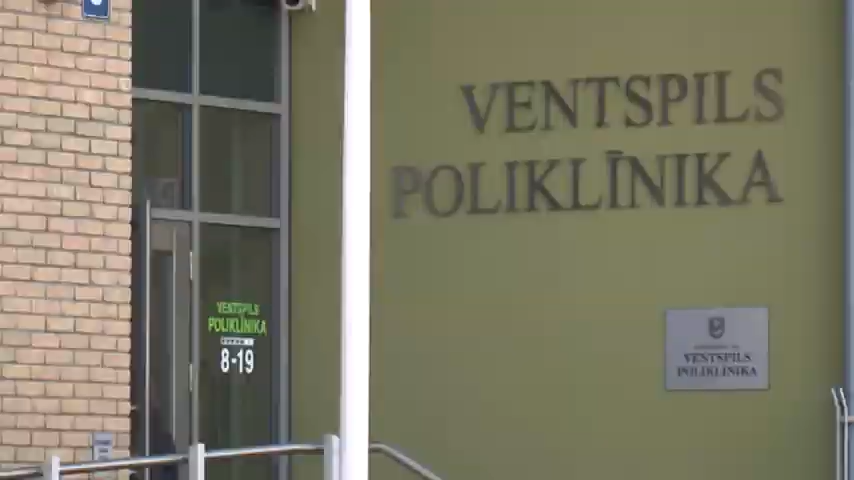 VENTSPILS
POLIKLĪNIKA
VENTSPILS
POLIKLĪNIKA
8-19
VENTSPILS
POLIKLĪNIKA